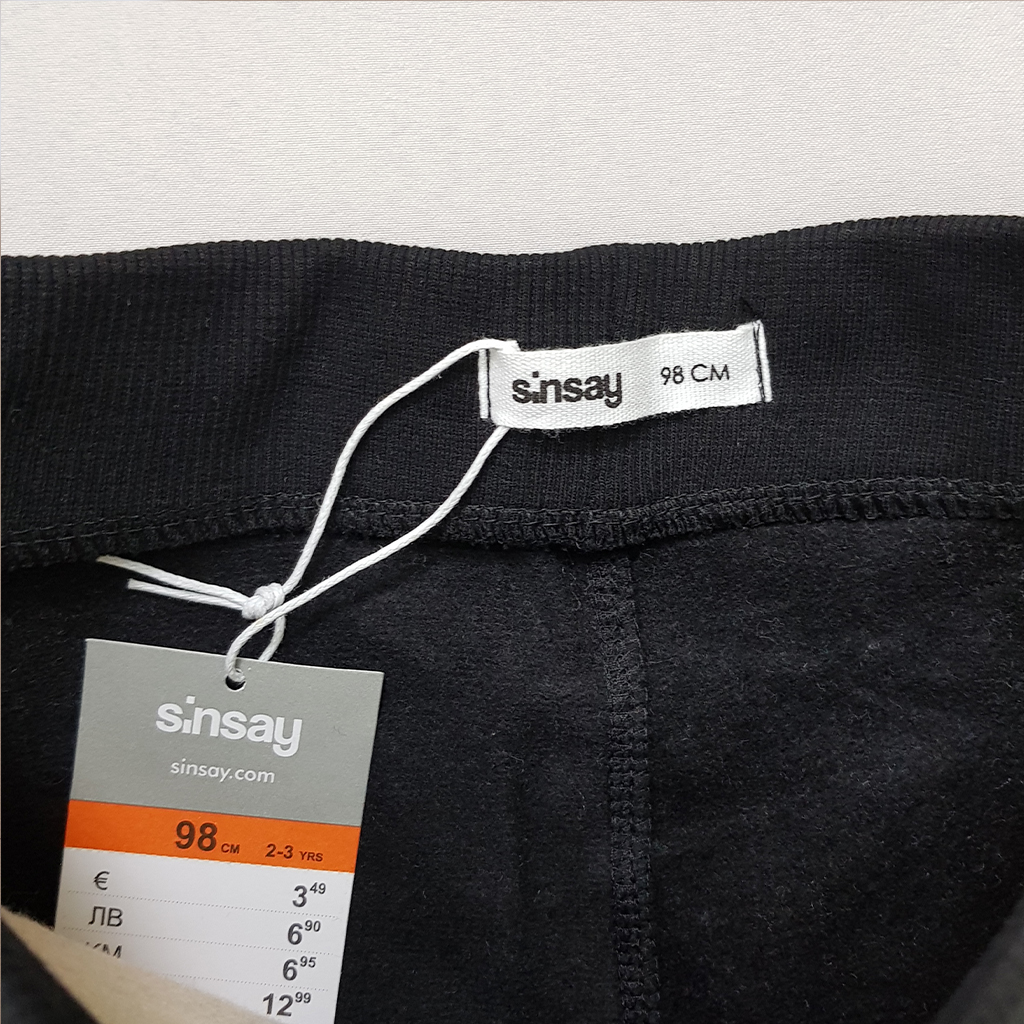 sinsay 98 CM
sinsay
sinsay.com
98 CM 2-3 YRS
€ 3 49
ЛВ 6 90
KM 6 95
12 99